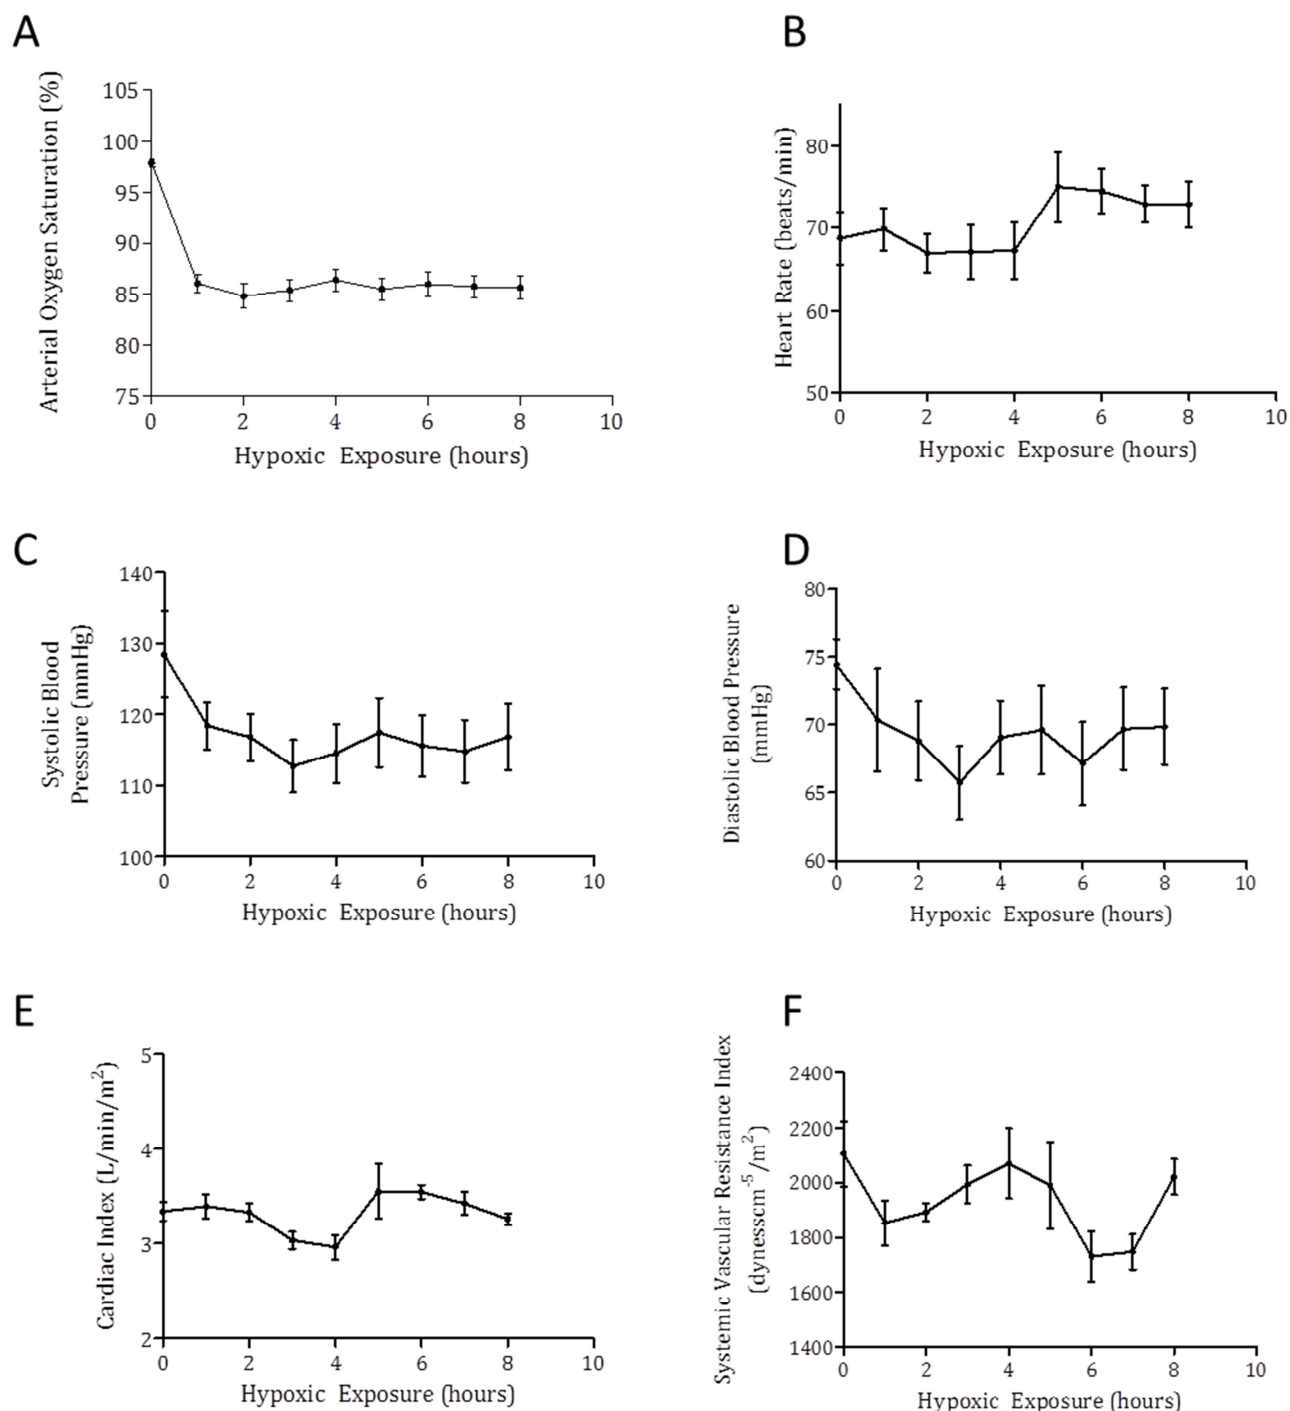 A
Arterial Oxygen Saturation (%)
105
100
95
90
85
80
75
0 2 4 6 8 10
Hypoxic Exposure (hours)
B
Heart Rate (beats/min)
80
70
60
50
0 2 4 6 8 10
Hypoxic Exposure (hours)
C
Systolic Blood
Pressure (mmHg)
140
130
120
110
100
0 2 4 6 8 10
Hypoxic Exposure (hours)
D
Diastolic Blood Pressure
(mmHg)
80
75
70
65
60
0 2 4 6 8 10
Hypoxic Exposure (hours)
E
Cardiac Index (L/min/m²)
5
4
3
2
0 2 4 6 8 10
Hypoxic Exposure (hours)
F
Systemic Vascular Resistance Index
(dynesscm⁻⁵/m²)
2400
2200
2000
1800
1600
1400
0 2 4 6 8 10
Hypoxic Exposure (hours)